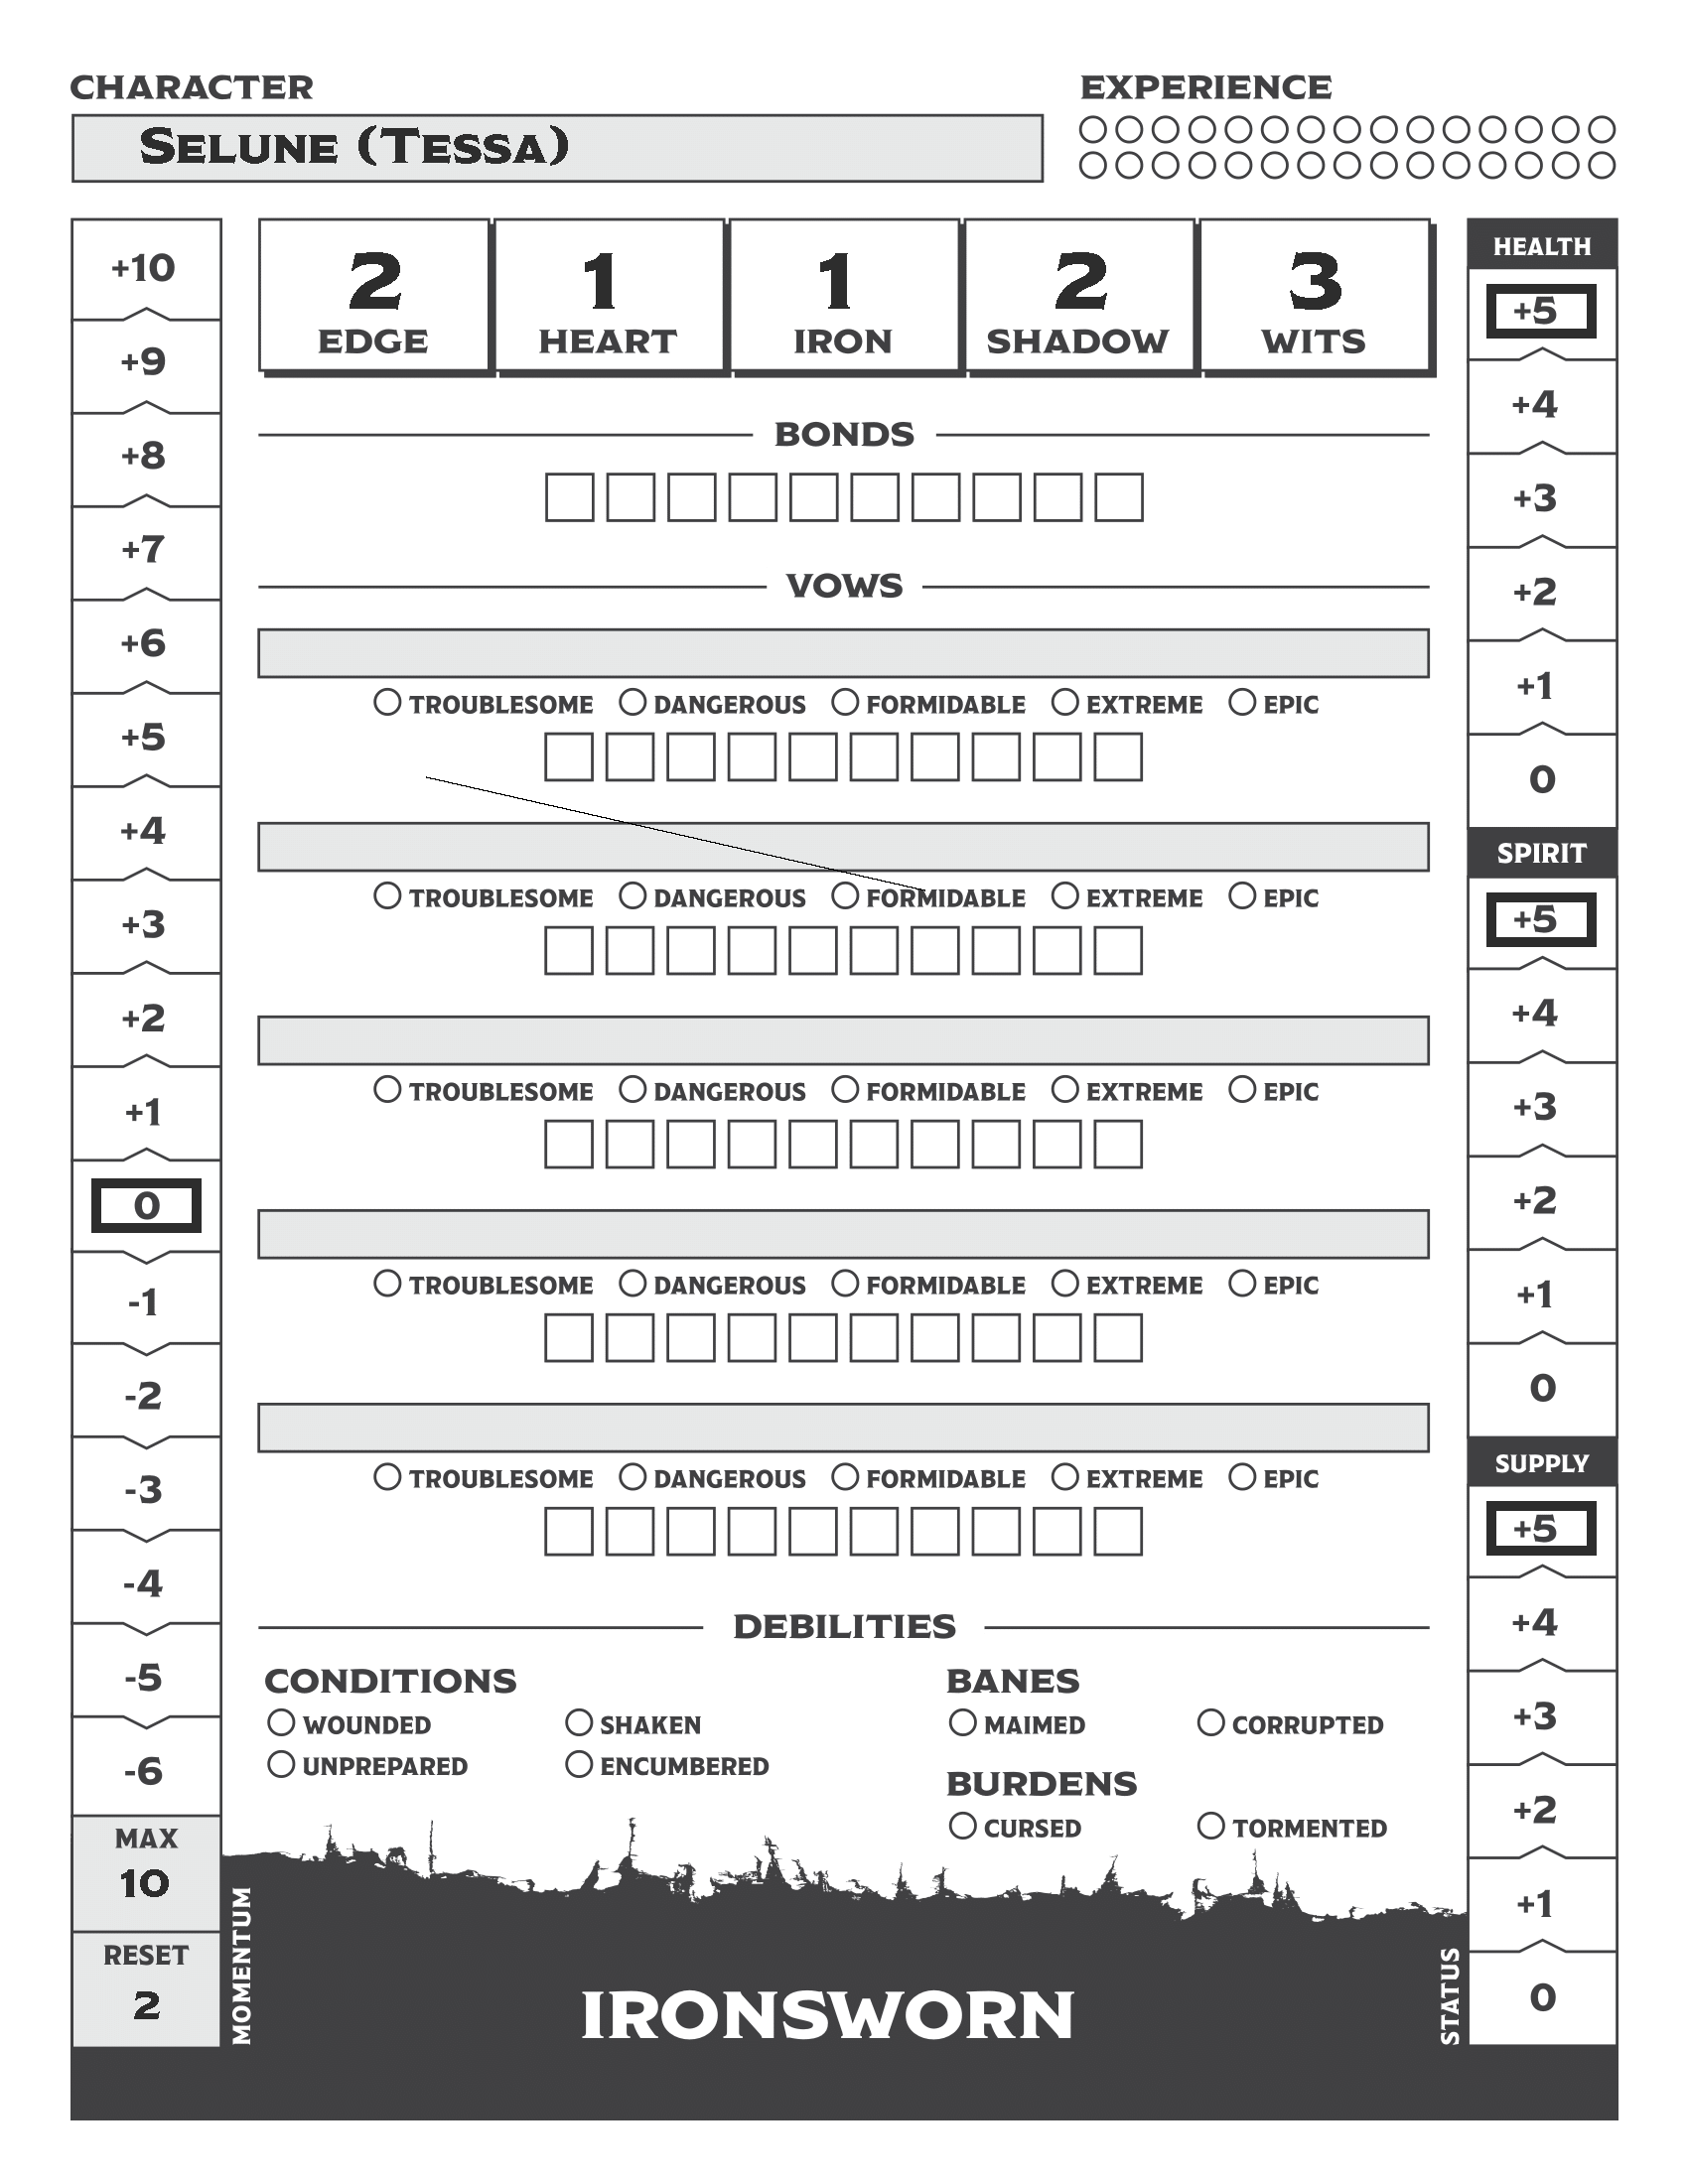 CHARACTER
SELUNE (TESSA)
EXPERIENCE
+10
+9
+8
+7
+6
+5
+4
+3
+2
+1
0
-1
-2
-3
-4
-5
-6
MAX
10
RESET
2
MOMENTUM
2 1 1 2 3
EDGE HEART IRON SHADOW WITS
BONDS
VOWS
TROUBLESOME DANGEROUS FORMIDABLE EXTREME EPIC
TROUBLESOME DANGEROUS FORMIDABLE EXTREME EPIC
TROUBLESOME DANGEROUS FORMIDABLE EXTREME EPIC
TROUBLESOME DANGEROUS FORMIDABLE EXTREME EPIC
TROUBLESOME DANGEROUS FORMIDABLE EXTREME EPIC
DEBILITIES
CONDITIONS
WOUNDED SHAKEN
UNPREPARED ENCUMBERED
BANES
MAIMED CORRUPTED
BURDENS
CURSED TORMENTED
IRONSWORN
HEALTH
+5
+4
+3
+2
+1
0
SPIRIT
+5
+4
+3
+2
+1
0
SUPPLY
+5
+4
+3
+2
+1
0
STATUS